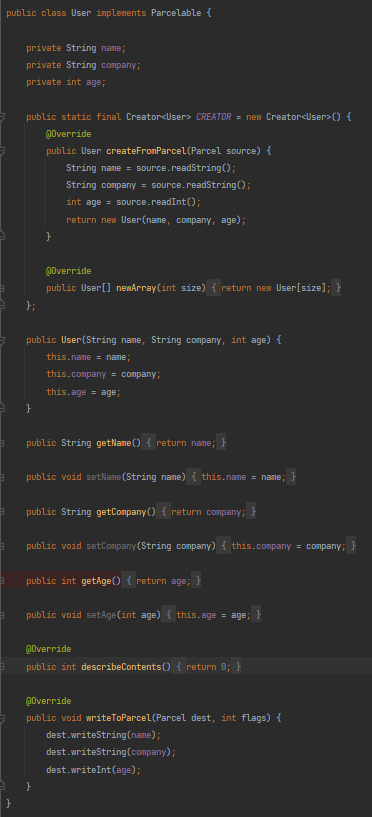 public class User implements Parcelable {
private String name;
private String company;
private int age;
public static final Creator<User> CREATOR = new Creator<User>() {
@Override
public User createFromParcel(Parcel source) {
String name = source.readString();
String company = source.readString();
int age = source.readInt();
return new User(name, company, age);
}
@Override
public User[] newArray(int size) { return new User[size]; }
};
public User(String name, String company, int age) {
this.name = name;
this.company = company;
this.age = age;
}
public String getName() { return name; }
public void setName(String name) { this.name = name; }
public String getCompany() { return company; }
public void setCompany(String company) { this.company = company; }
public int getAge() { return age; }
public void setAge(int age) { this.age = age; }
@Override
public int describeContents() { return 0; }
@Override
public void writeToParcel(Parcel dest, int flags) {
dest.writeString(name);
dest.writeString(company);
dest.writeInt(age);
}
}